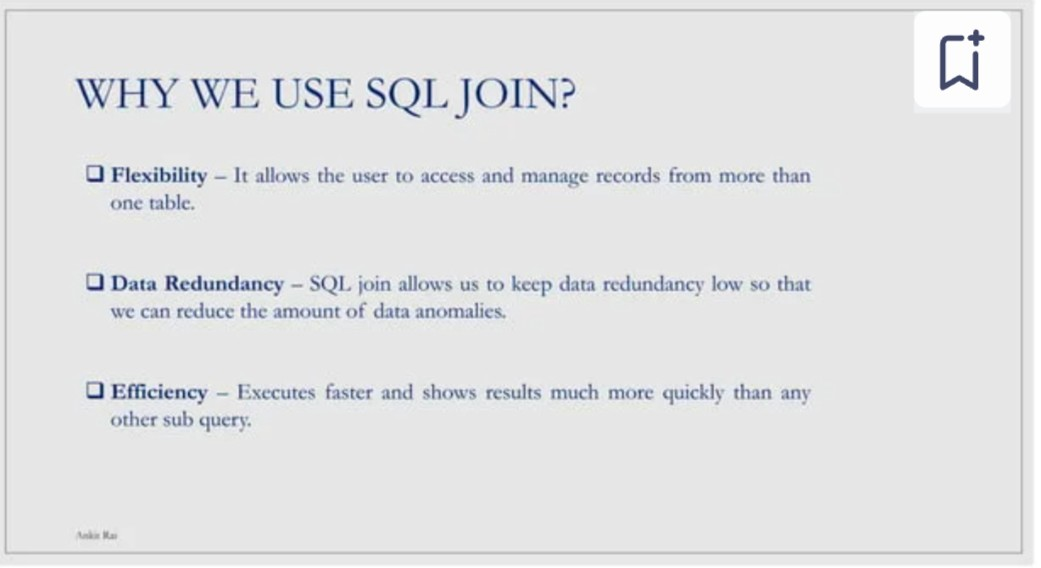 WHY WE USE SQL JOIN?
❑ Flexibility – It allows the user to access and manage records from more than
one table.
❑ Data Redundancy – SQL join allows us to keep data redundancy low so that
we can reduce the amount of data anomalies.
❑ Efficiency – Executes faster and shows results much more quickly than any
other sub query.
Ankit Rai